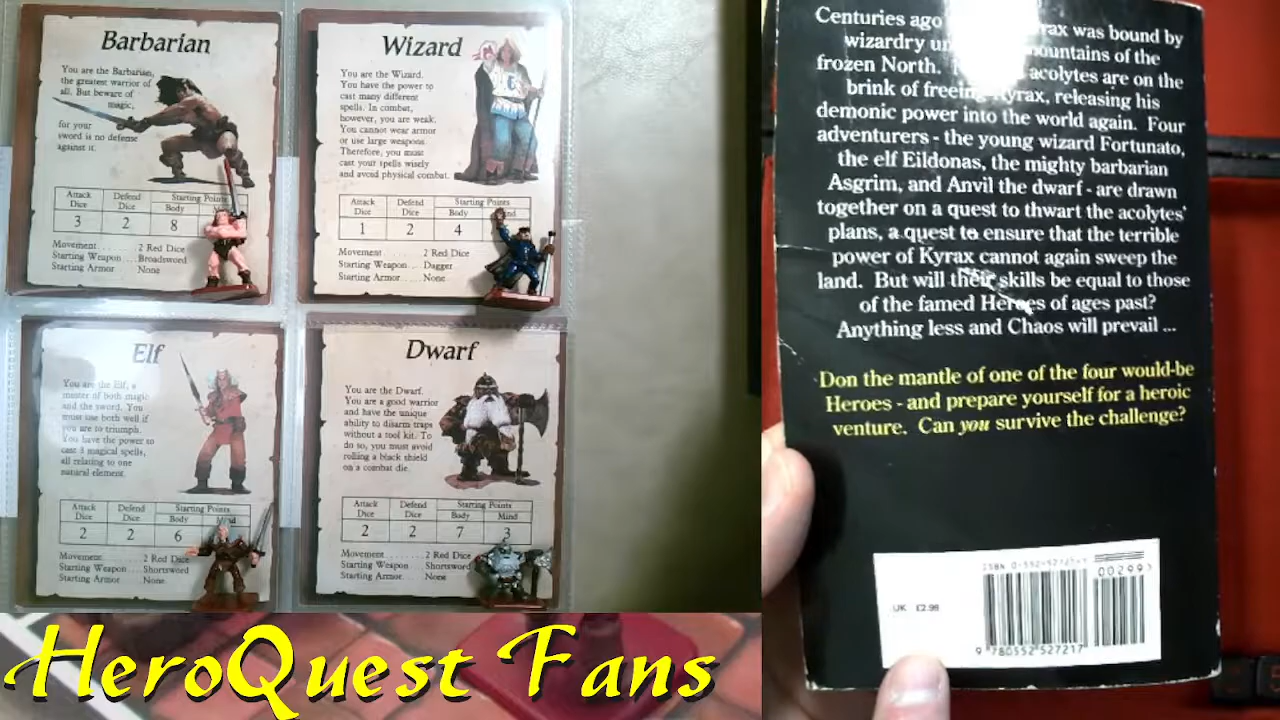 Barbarian
You are the Barbarian,
the greatest warrior of
all. But beware of
magic,
for your
sword is no defense
against it.
Attack Dice
Defend Dice
Starting Points
Body
3
2
8
Movement . . . . . . . . 2 Red Dice
Starting Weapon . . Broadsword
Starting Armor . . . . None
Wizard
You are the Wizard.
You have the power to
cast many different
spells. In combat,
however, you are weak.
You cannot wear armor
or use large weapons.
Therefore, you must
cast your spells wisely
and avoid physical combat.
Attack Dice
Defend Dice
Starting Points
Body
1
2
4
Movement . . . . . . . . 2 Red Dice
Starting Weapon . . . Dagger
Starting Armor . . . . . None
Elf
You are the Elf, a
master of both magic
and the sword. You
must use both well if
you are to triumph.
You have the power to
cast 3 magical spells,
all relating to one
natural element.
Attack Dice
Defend Dice
Starting Points
Body
Mind
2
2
6
Movement . . . . . . . . 2 Red Dice
Starting Weapon . . . Shortsword
Starting Armor . . . . . None
Dwarf
You are the Dwarf.
You are a good warrior
and have the unique
ability to disarm traps
without a tool kit. To
do so, you must avoid
rolling a black shield
on a combat die.
Attack Dice
Defend Dice
Starting Points
Body
Mind
2
2
7
3
Movement . . . . . . . . 2 Red Dice
Starting Weapon . . . Shortsword
Starting Armor . . . . . None
HeroQuest Fans
Centuries ago was bound by
wizardry mountains of the
frozen North. acolytes are on the
brink of freeing Kyrax, releasing his
demonic power into the world again. Four
adventurers - the young wizard Fortunato,
the elf Eildonas, the mighty barbarian
Asgrim, and Anvil the dwarf - are drawn
together on a quest to thwart the acolytes'
plans, a quest to ensure that the terrible
power of Kyrax cannot again sweep the
land. But will their skills be equal to those
of the famed Heroes of ages past?
Anything less and Chaos will prevail ...
Don the mantle of one of the four would-be
Heroes - and prepare yourself for a heroic
venture. Can you survive the challenge?
ISBN
00299>
UK £2.99
9 780552 527217